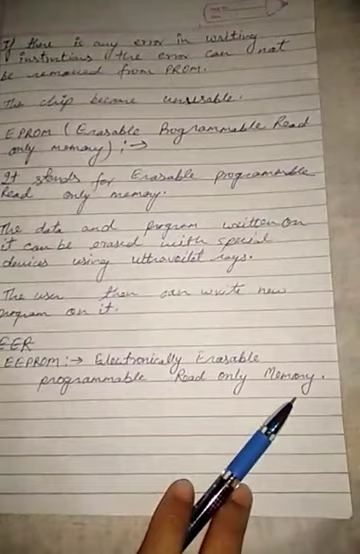 If there is any error in writing
instrutions the error can not
be removed from PROM.
The chip become unusable.
EPROM (Erasable Programmable Read
only memory) :→
It stands for Erasable programmable
Read only memory.
The data and program written on
it can be erased with special
devices using ultravoilet rays.
The user then can write new
program on it.
EER
EEPROM :→ Electronically Erasable
programmable Read only Memory.